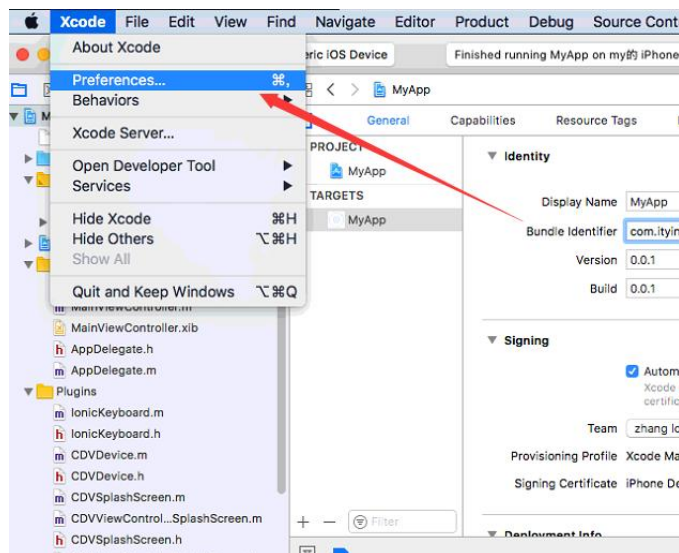 Xcode File Edit View Find Navigate Editor Product Debug Source Cont
About Xcode
Preferences... ⌘,
Behaviors
Xcode Server...
Open Developer Tool
Services
Hide Xcode ⌘H
Hide Others ⌥⌘H
Show All
Quit and Keep Windows ⌥⌘Q
eric iOS Device Finished running MyApp on my的 iPhone
MyApp
General Capabilities Resource Tags
PROJECT
MyApp
TARGETS
MyApp
Identity
Display Name MyApp
Bundle Identifier com.ityin
Version 0.0.1
Build 0.0.1
Signing
Autom
Xcode
certific
Team zhang lo
Provisioning Profile Xcode Ma
Signing Certificate iPhone De
Deployment Info
MainViewController.m
MainViewController.xib
h AppDelegate.h
m AppDelegate.m
Plugins
m IonicKeyboard.m
h IonicKeyboard.h
m CDVDevice.m
h CDVDevice.h
m CDVSplashScreen.m
m CDVViewControl...SplashScreen.m
h CDVSplashScreen.h
+ − Filter